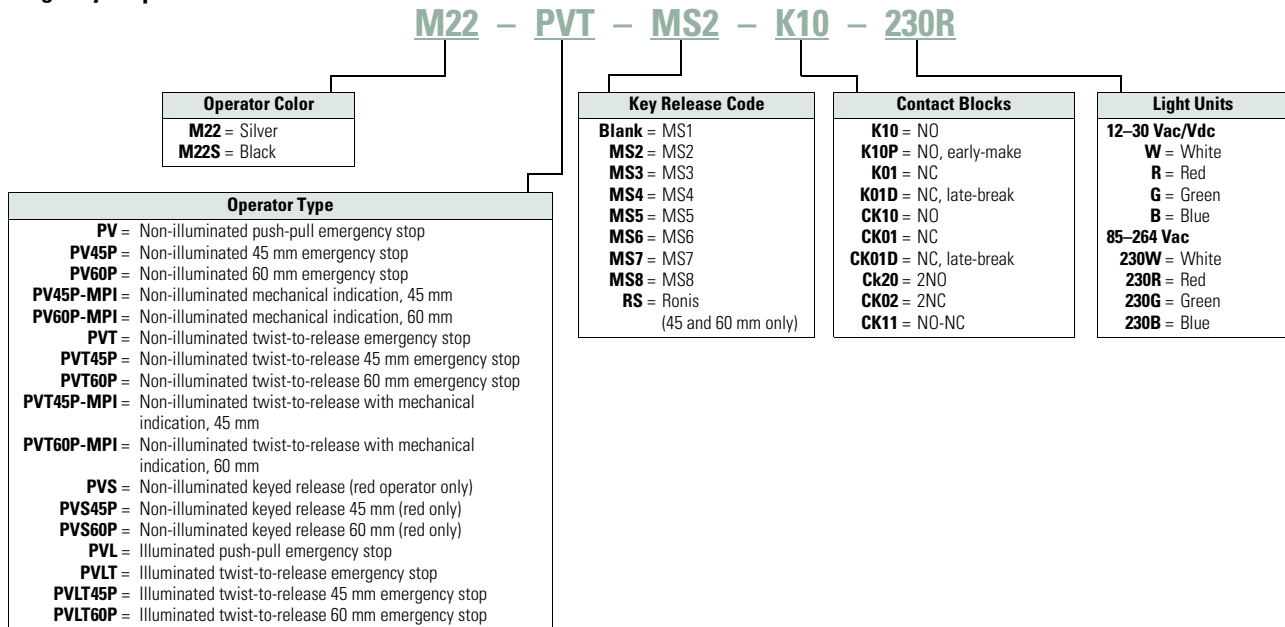 M22 – PVT – MS2 – K10 – 230R
Operator Color
M22 = Silver
M22S = Black
Operator Type
PV = Non-illuminated push-pull emergency stop
PV45P = Non-illuminated 45 mm emergency stop
PV60P = Non-illuminated 60 mm emergency stop
PV45P-MPI = Non-illuminated mechanical indication, 45 mm
PV60P-MPI = Non-illuminated mechanical indication, 60 mm
PVT = Non-illuminated twist-to-release emergency stop
PVT45P = Non-illuminated twist-to-release 45 mm emergency stop
PVT60P = Non-illuminated twist-to-release 60 mm emergency stop
PVT45P-MPI = Non-illuminated twist-to-release with mechanical
indication, 45 mm
PVT60P-MPI = Non-illuminated twist-to-release with mechanical
indication, 60 mm
PVS = Non-illuminated keyed release (red operator only)
PVS45P = Non-illuminated keyed release 45 mm (red only)
PVS60P = Non-illuminated keyed release 60 mm (red only)
PVL = Illuminated push-pull emergency stop
PVLT = Illuminated twist-to-release emergency stop
PVLT45P = Illuminated twist-to-release 45 mm emergency stop
PVLT60P = Illuminated twist-to-release 60 mm emergency stop
Key Release Code
Blank = MS1
MS2 = MS2
MS3 = MS3
MS4 = MS4
MS5 = MS5
MS6 = MS6
MS7 = MS7
MS8 = MS8
RS = Ronis
(45 and 60 mm only)
Contact Blocks
K10 = NO
K10P = NO, early-make
K01 = NC
K01D = NC, late-break
CK10 = NO
CK01 = NC
CK01D = NC, late-break
Ck20 = 2NO
CK02 = 2NC
CK11 = NO-NC
Light Units
12–30 Vac/Vdc
W = White
R = Red
G = Green
B = Blue
85–264 Vac
230W = White
230R = Red
230G = Green
230B = Blue